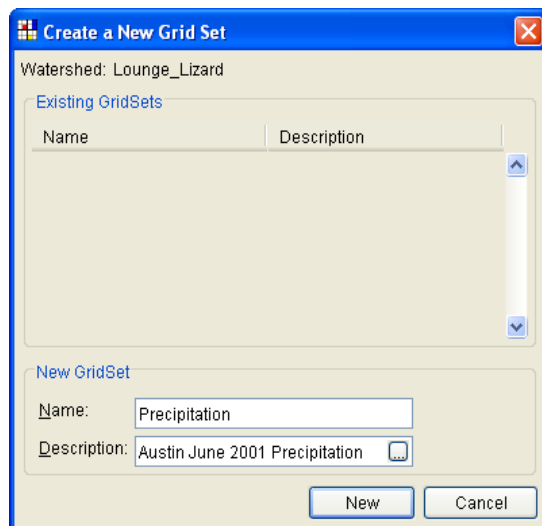 Create a New Grid Set
Watershed: Lounge_Lizard
Existing GridSets
Name Description
New GridSet
Name: Precipitation
Description: Austin June 2001 Precipitation ...
New Cancel